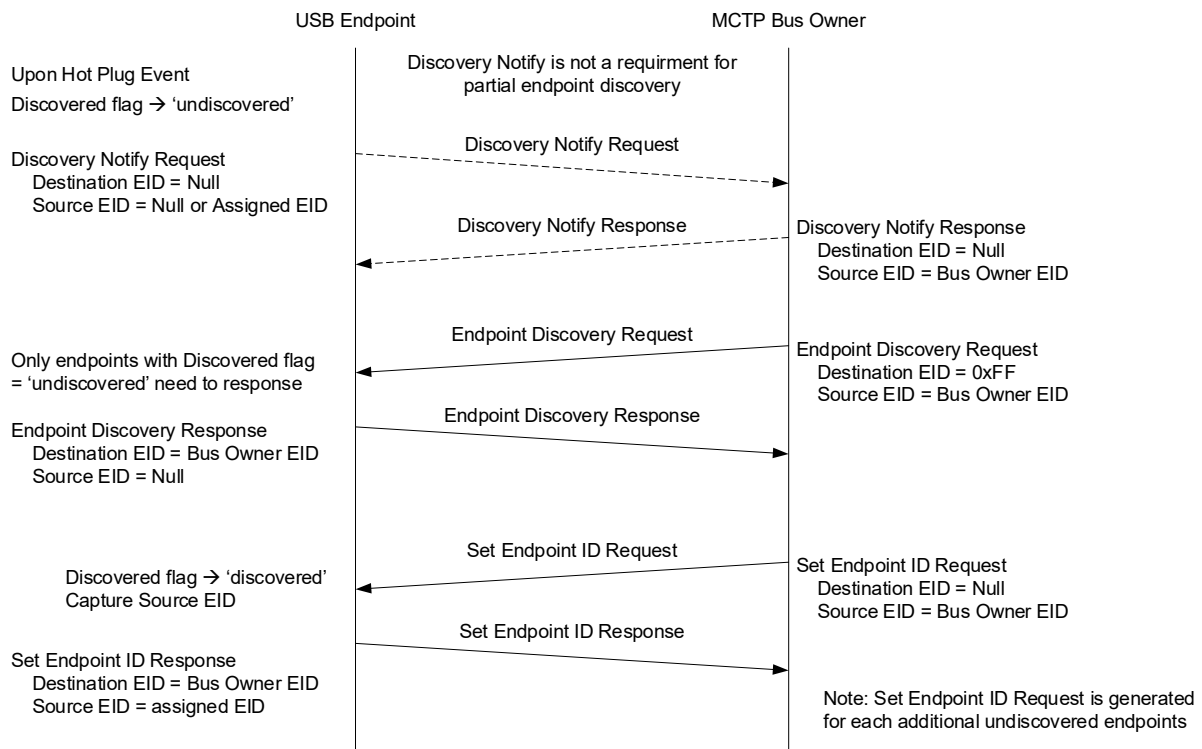 USB Endpoint
MCTP Bus Owner
Upon Hot Plug Event
Discovered flag → ‘undiscovered’
Discovery Notify is not a requirment for
partial endpoint discovery
Discovery Notify Request
Discovery Notify Request
Destination EID = Null
Source EID = Null or Assigned EID
Discovery Notify Response
Discovery Notify Response
Destination EID = Null
Source EID = Bus Owner EID
Endpoint Discovery Request
Endpoint Discovery Request
Destination EID = 0xFF
Source EID = Bus Owner EID
Only endpoints with Discovered flag
= ‘undiscovered’ need to response
Endpoint Discovery Response
Endpoint Discovery Response
Destination EID = Bus Owner EID
Source EID = Null
Set Endpoint ID Request
Set Endpoint ID Request
Destination EID = Null
Source EID = Bus Owner EID
Discovered flag → ‘discovered’
Capture Source EID
Set Endpoint ID Response
Set Endpoint ID Response
Destination EID = Bus Owner EID
Source EID = assigned EID
Note: Set Endpoint ID Request is generated
for each additional undiscovered endpoints